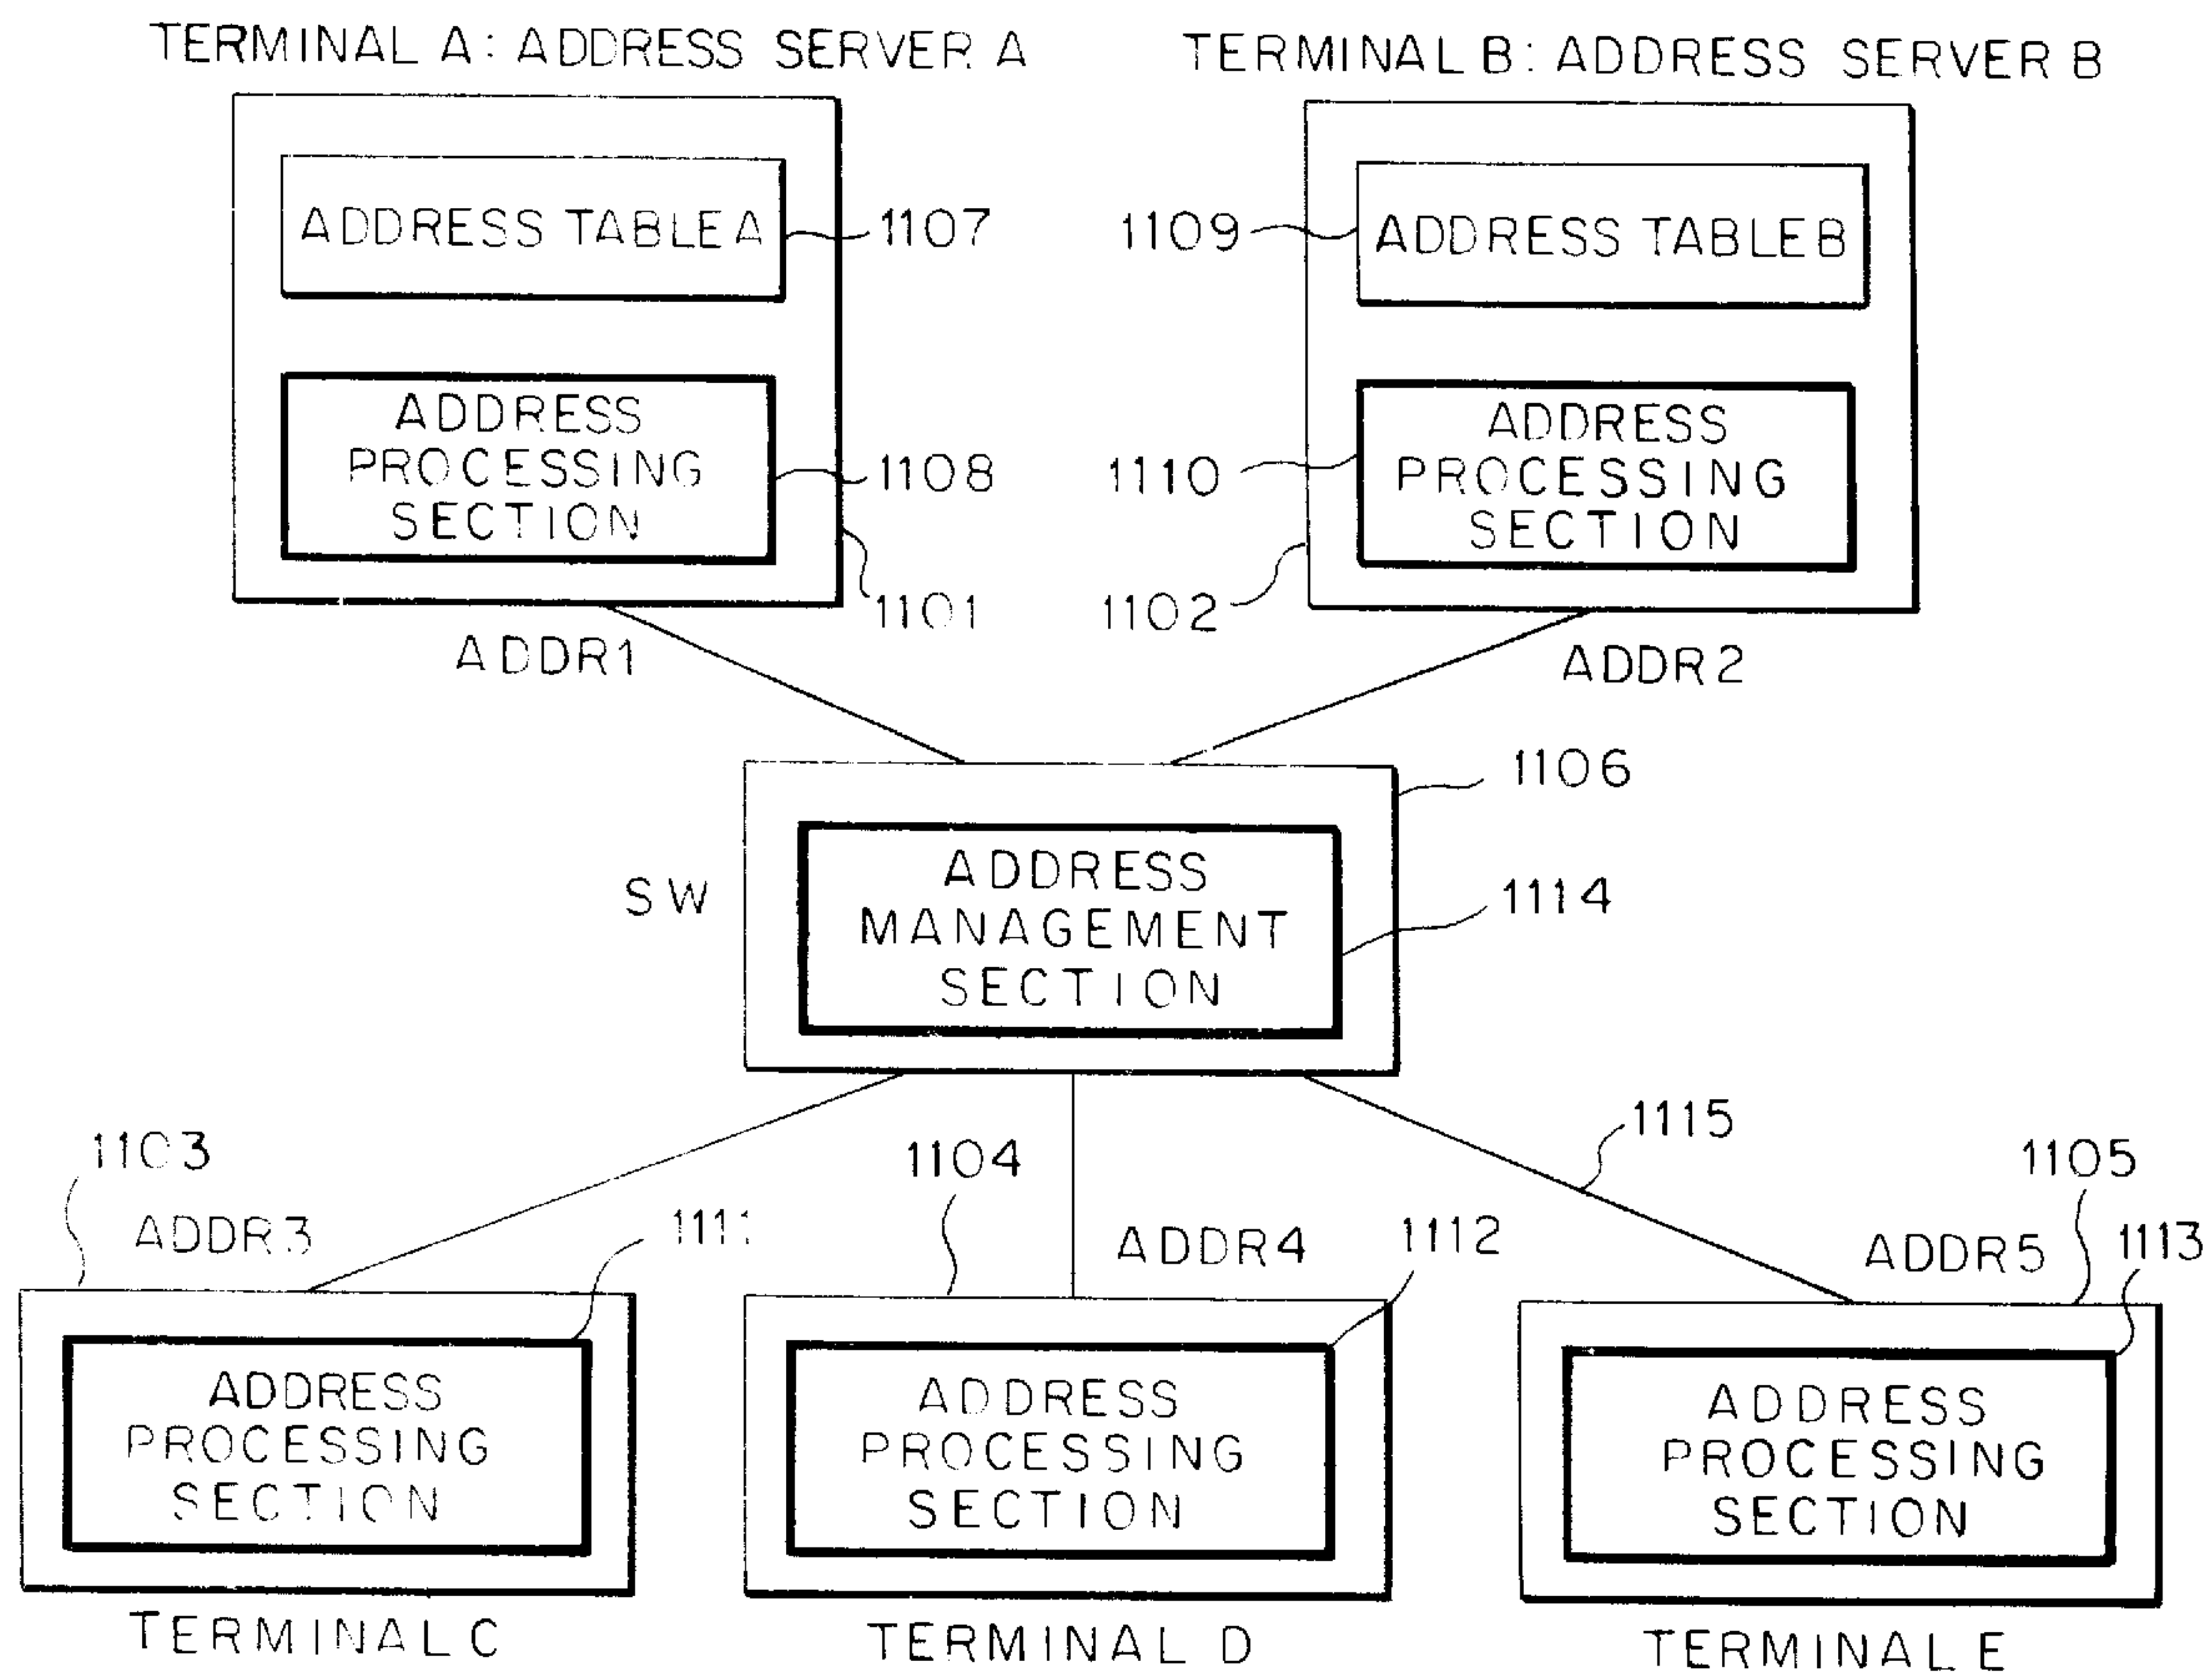 TERMINAL A: ADDRESS SERVER A
TERMINAL B: ADDRESS SERVER B
ADDRESS TABLE A
1107
1109
ADDRESS TABLE B
ADDRESS
PROCESSING
SECTION
1108
1110
ADDRESS
PROCESSING
SECTION
1101
1102
ADDR1
ADDR2
1106
SW
ADDRESS
MANAGEMENT
SECTION
1114
1115
1103
1104
1105
ADDR3
1111
ADDR4
1112
ADDR5
1113
ADDRESS
PROCESSING
SECTION
ADDRESS
PROCESSING
SECTION
ADDRESS
PROCESSING
SECTION
TERMINAL C
TERMINAL D
TERMINAL E